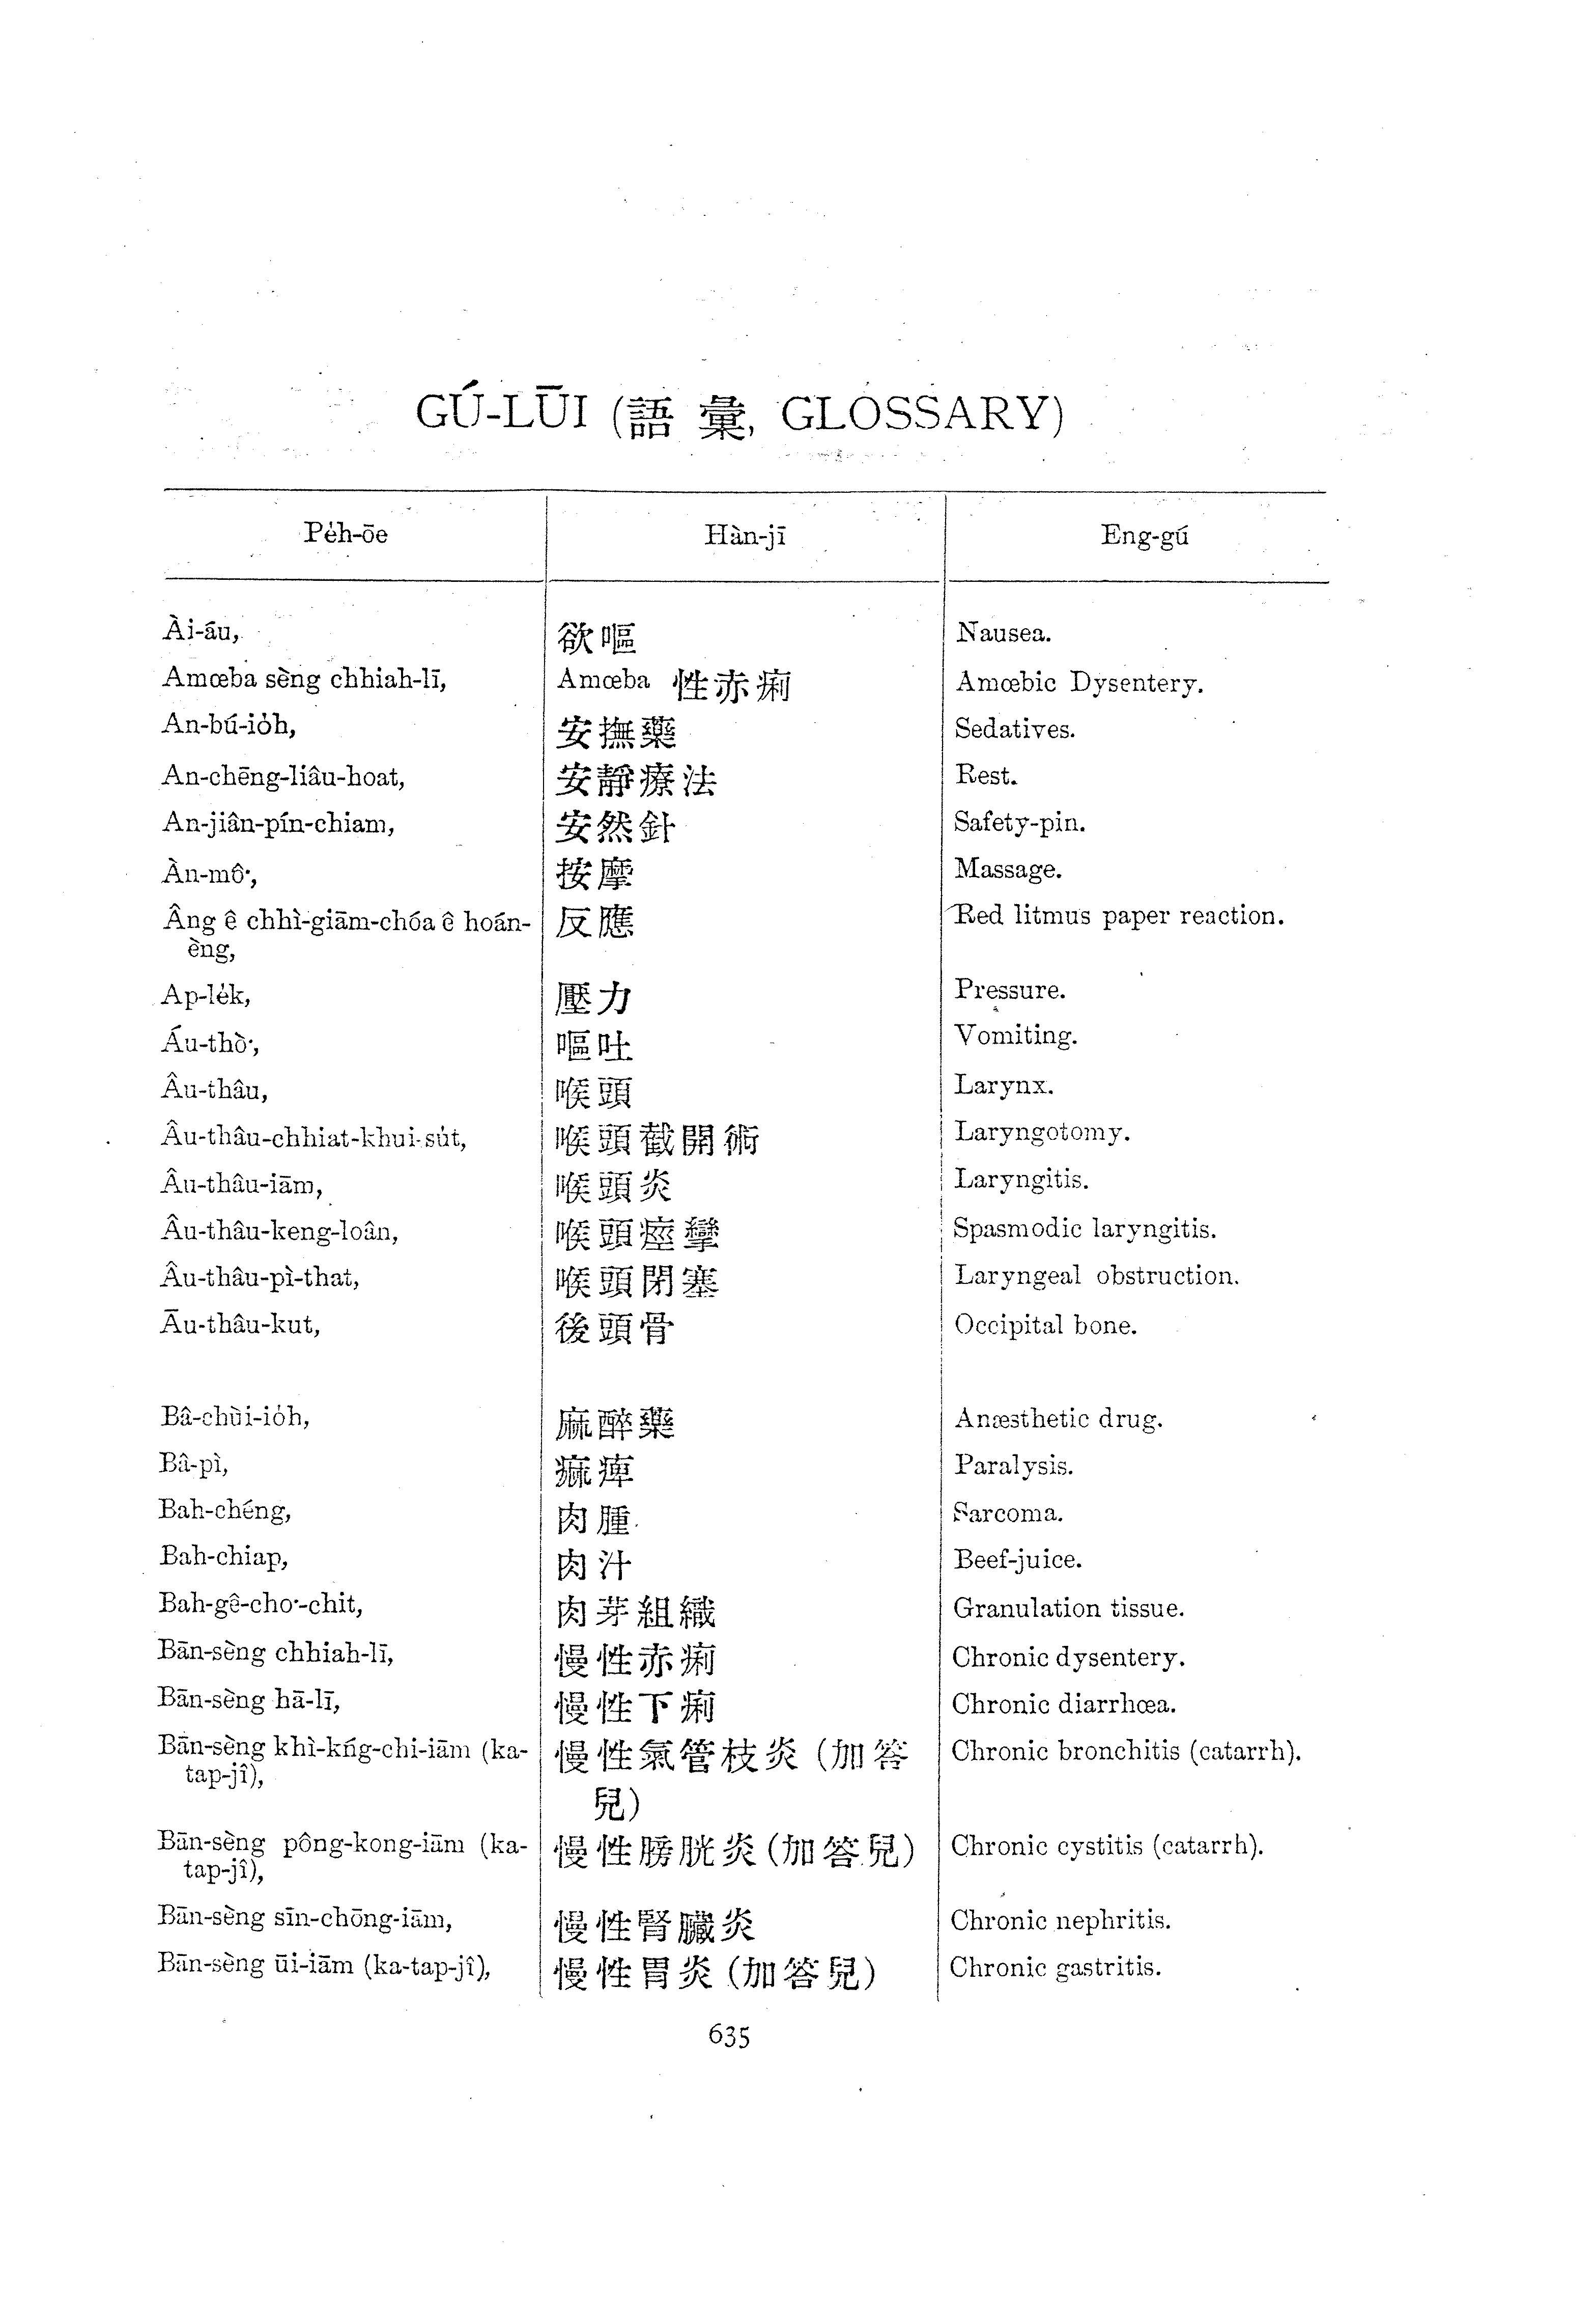 GÚ-LŪI (語 彙, GLOSSARY)
Pe̍h-ōe Hàn-jī Eng-gú
Ài-áu, 欲嘔 Nausea.
Amœba sèng chhiah-lī, Amœba 性赤痢 Amœbic Dysentery.
An-bú-io̍h, 安撫藥 Sedatives.
An-chēng-liâu-hoat, 安靜療法 Rest.
An-jiân-pín-chiam, 安然針 Safety-pin.
Àn-mô͘, 按摩 Massage.
Âng ê chhì-giām-chóa ê hoán- 反應 Red litmus paper reaction.
èng,
Ap-le̍k, 壓力 Pressure.
Áu-thò͘, 嘔吐 Vomiting.
Âu-thâu, 喉頭 Larynx.
Âu-thâu-chhiat-khui-su̍t, 喉頭截開術 Laryngotomy.
Âu-thâu-iām, 喉頭炎 Laryngitis.
Âu-thâu-keng-loân, 喉頭痙攣 Spasmodic laryngitis.
Âu-thâu-pì-that, 喉頭閉塞 Laryngeal obstruction.
Āu-thâu-kut, 後頭骨 Occipital bone.
Bâ-chùi-io̍h, 麻醉藥 Anæsthetic drug.
Bâ-pì, 痲痺 Paralysis.
Bah-chéng, 肉腫 Sarcoma.
Bah-chiap, 肉汁 Beef-juice.
Bah-gê-cho͘-chit, 肉芽組織 Granulation tissue.
Bān-sèng chhiah-lī, 慢性赤痢 Chronic dysentery.
Bān-sèng hā-lī, 慢性下痢 Chronic diarrhœa.
Bān-sèng khì-kńg-chi-iām (ka- 慢性氣管枝炎 (加答 Chronic bronchitis (catarrh).
tap-jî), 兒)
Bān-sèng pông-kong-iām (ka- 慢性膀胱炎 (加答兒) Chronic cystitis (catarrh).
tap-jî),
Bān-sèng sīn-chōng-iām, 慢性腎臟炎 Chronic nephritis.
Bān-sèng ūi-iām (ka-tap-jî), 慢性胃炎 (加答兒) Chronic gastritis.
635